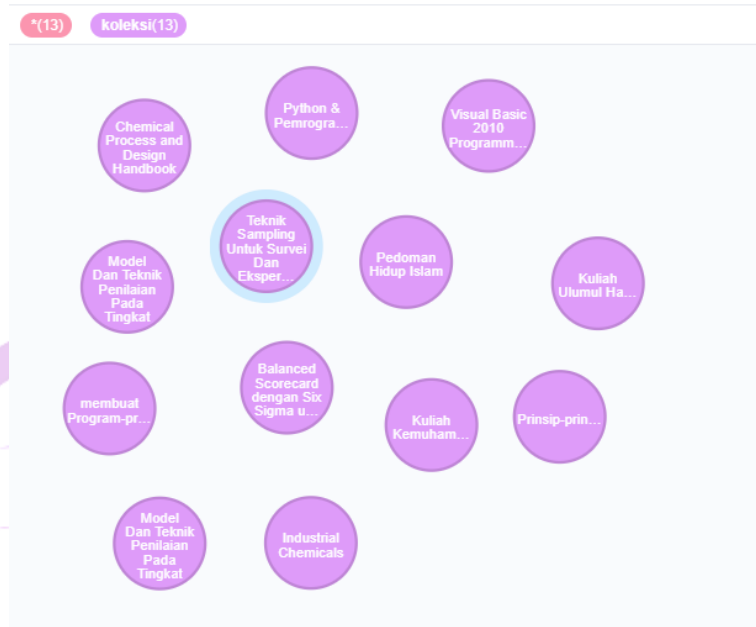 *(13) koleksi(13)
Python &
Pemrogra...
Visual Basic
2010
Programm...
Chemical
Process and
Design
Handbook
Teknik
Sampling
Untuk Survei
Dan
Eksper...
Pedoman
Hidup Islam
Model
Dan Teknik
Penilaian
Pada
Tingkat
Kuliah
Ulumul Ha...
Balanced
Scorecard
dengan Six
Sigma u...
membuat
Program-pr...
Kuliah
Kemuham...
Prinsip-prin...
Model
Dan Teknik
Penilaian
Pada
Tingkat
Industrial
Chemicals